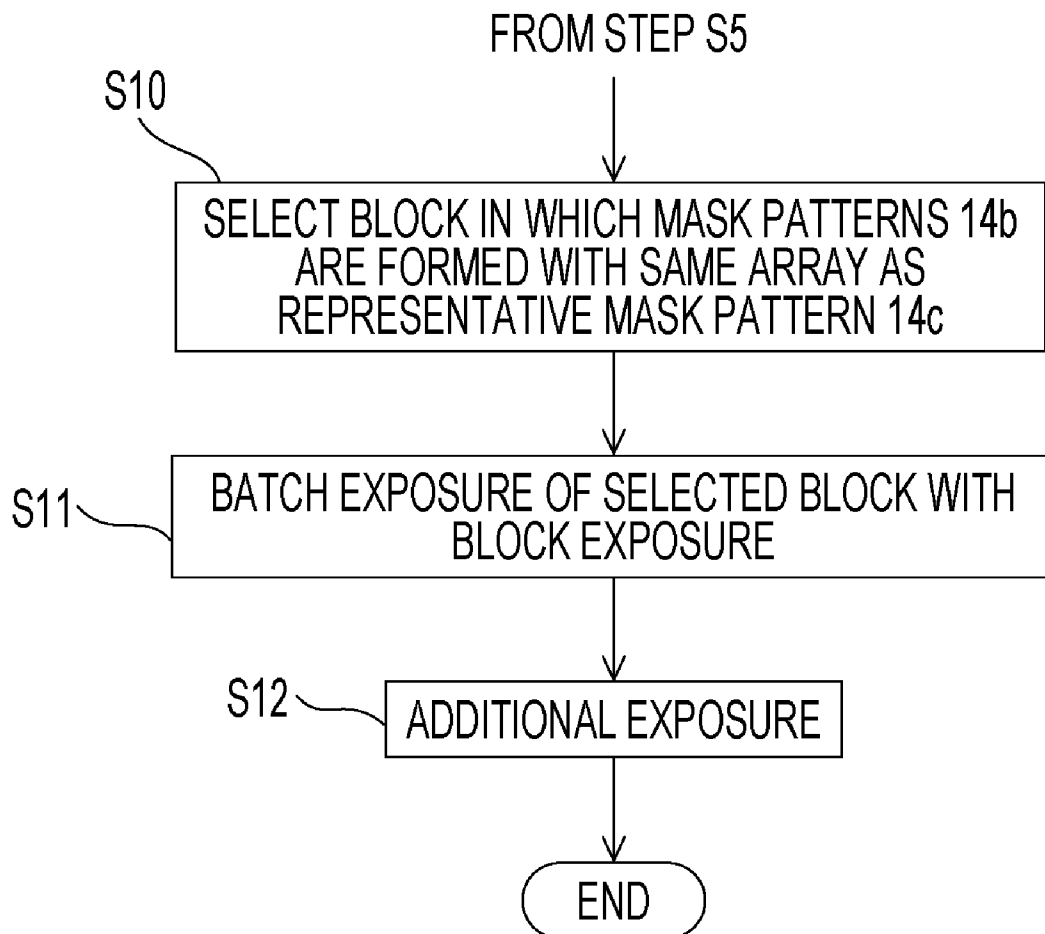 FROM STEP S5
S10
SELECT BLOCK IN WHICH MASK PATTERNS 14b
ARE FORMED WITH SAME ARRAY AS
REPRESENTATIVE MASK PATTERN 14c
S11
BATCH EXPOSURE OF SELECTED BLOCK WITH
BLOCK EXPOSURE
S12
ADDITIONAL EXPOSURE
END